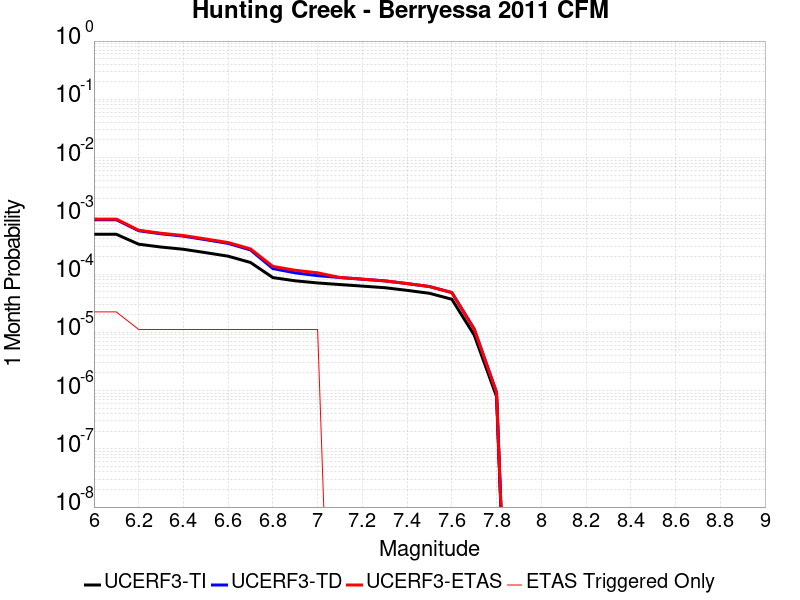 Hunting Creek - Berryessa 2011 CFM
10^0
10^-1
10^-2
10^-3
10^-4
10^-5
10^-6
10^-7
10^-8
1 Month Probability
6 6.2 6.4 6.6 6.8 7 7.2 7.4 7.6 7.8 8 8.2 8.4 8.6 8.8 9
Magnitude
UCERF3-TI UCERF3-TD UCERF3-ETAS ETAS Triggered Only